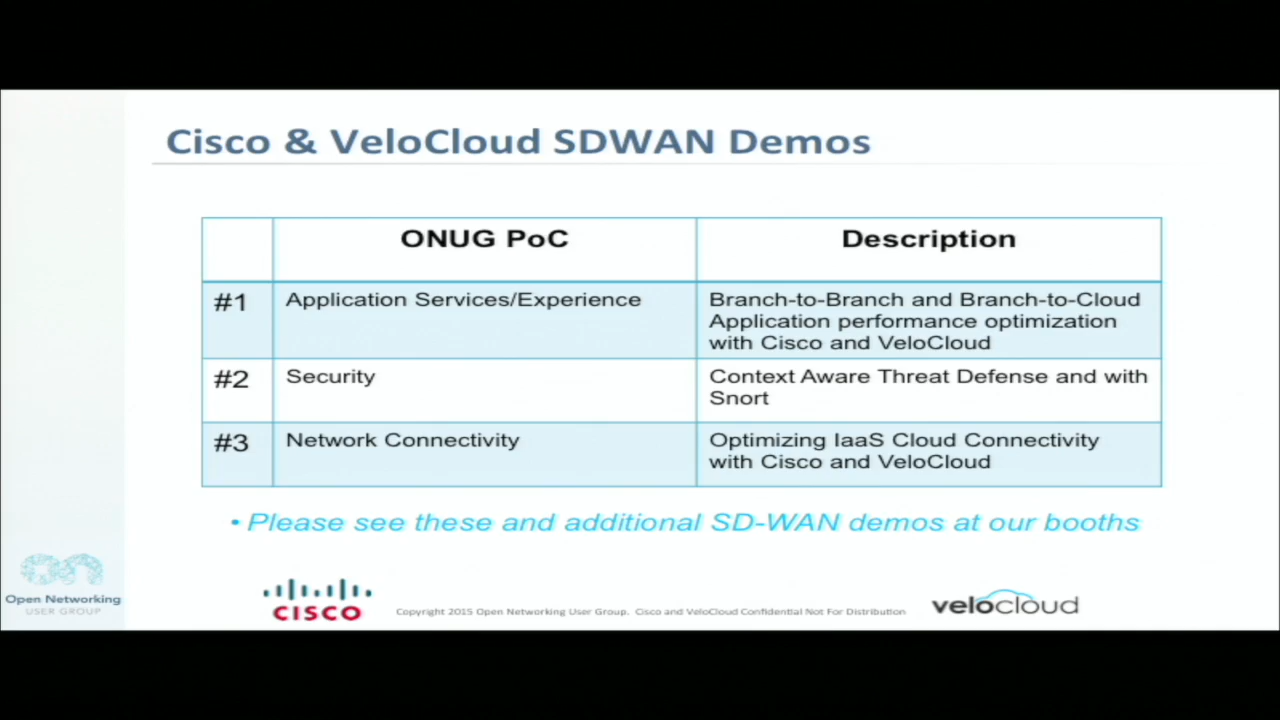 Cisco & VeloCloud SDWAN Demos
ONUG PoC
Description
#1
Application Services/Experience
Branch-to-Branch and Branch-to-Cloud
Application performance optimization
with Cisco and VeloCloud
#2
Security
Context Aware Threat Defense and with
Snort
#3
Network Connectivity
Optimizing IaaS Cloud Connectivity
with Cisco and VeloCloud
• Please see these and additional SD-WAN demos at our booths
on
Open Networking
USER GROUP
CISCO
Copyright 2015 Open Networking User Group. Cisco and VeloCloud Confidential Not For Distribution
velocloud